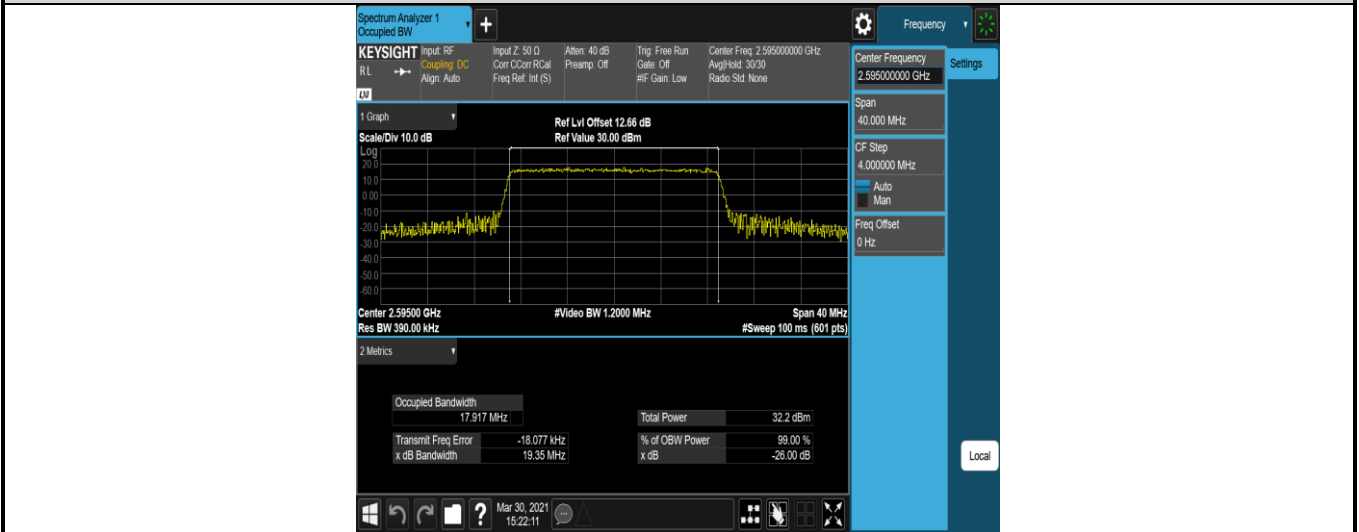 Spectrum Analyzer 1
Occupied BW
+
Frequency
KEYSIGHT
RL
LXI
Input: RF
Coupling: DC
Align: Auto
Input Z: 50 Ω
Corr CCorr RCal
Freq Ref: Int (S)
Atten: 40 dB
Preamp: Off
Trig: Free Run
Gate: Off
#IF Gain: Low
Center Freq: 2.595000000 GHz
Avg|Hold: 30/30
Radio Std: None
Center Frequency
2.595000000 GHz
Settings
Span
40.000 MHz
CF Step
4.000000 MHz
Auto
Man
Freq Offset
0 Hz
Local
1 Graph
Scale/Div 10.0 dB
Ref Lvl Offset 12.66 dB
Ref Value 30.00 dBm
Log
20.0
10.0
0.00
-10.0
-20.0
-30.0
-40.0
-50.0
-60.0
Center 2.59500 GHz
#Video BW 1.2000 MHz
Span 40 MHz
Res BW 390.00 kHz
#Sweep 100 ms (601 pts)
2 Metrics
Occupied Bandwidth
17.917 MHz
Total Power 32.2 dBm
Transmit Freq Error -18.077 kHz
% of OBW Power 99.00 %
x dB Bandwidth 19.35 MHz
x dB -26.00 dB
?
Mar 30, 2021
15:22:11